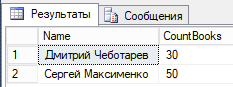 Результаты Сообщения
Name CountBooks
1 Дмитрий Чеботарев 30
2 Сергей Максименко 50